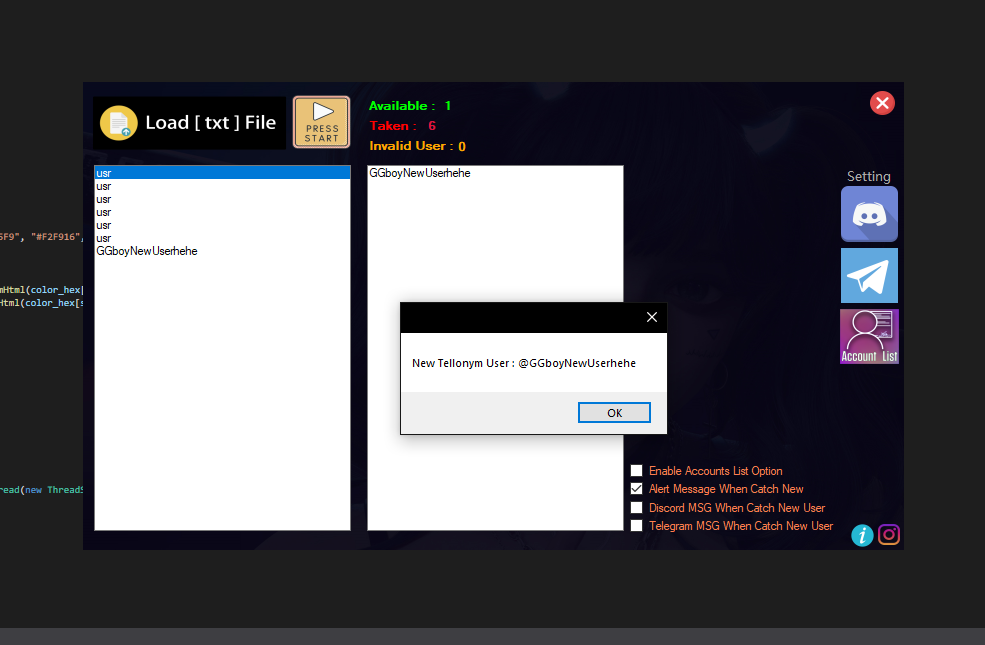 Load [ txt ] File
PRESS
START
Available : 1
Taken : 6
Invalid User : 0
usr
usr
usr
usr
usr
usr
GGboyNewUserhehe
GGboyNewUserhehe
Setting
Account List
5F9", "#F2F916",
mHtml(color_hex[
Html(color_hex[s
read(new Thread
New Tellonym User : @GGboyNewUserhehe
OK
Enable Accounts List Option
Alert Message When Catch New
Discord MSG When Catch New User
Telegram MSG When Catch New User
i